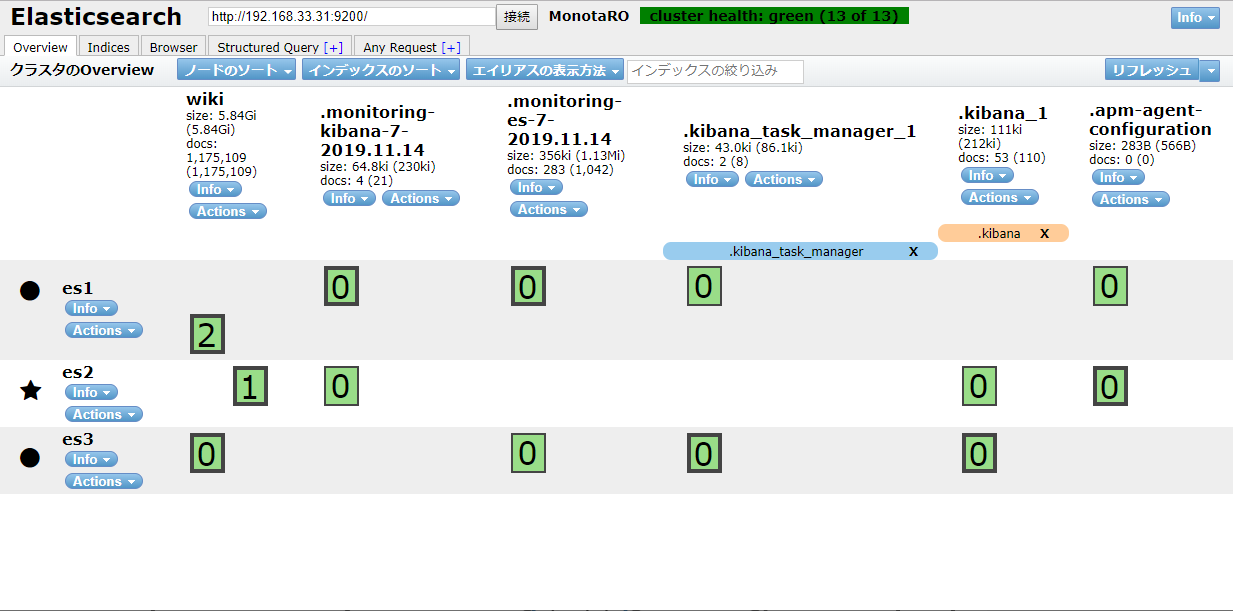 Elasticsearch http://192.168.33.31:9200/ 接続 MonotaRO cluster health: green (13 of 13) Info
Overview Indices Browser Structured Query [+] Any Request [+]
クラスタのOverview ノードのソート インデックスのソート エイリアスの表示方法 インデックスの絞り込み リフレッシュ
wiki
size: 5.84Gi
(5.84Gi)
docs:
1,175,109
(1,175,109)
Info
Actions
.monitoring-
kibana-7-
2019.11.14
size: 64.8ki (230ki)
docs: 4 (21)
Info Actions
.monitoring-
es-7-
2019.11.14
size: 356ki (1.13Mi)
docs: 283 (1,042)
Info
Actions
.kibana_task_manager_1
size: 43.0ki (86.1ki)
docs: 2 (8)
Info Actions
.kibana_1
size: 111ki
(212ki)
docs: 53 (110)
Info
Actions
.apm-agent-
configuration
size: 283B (566B)
docs: 0 (0)
Info
Actions
.kibana X
.kibana_task_manager X
es1 0 0 0 0
Info
Actions
2
es2 1 0 0 0
Info
Actions
es3 0 0 0 0
Info
Actions